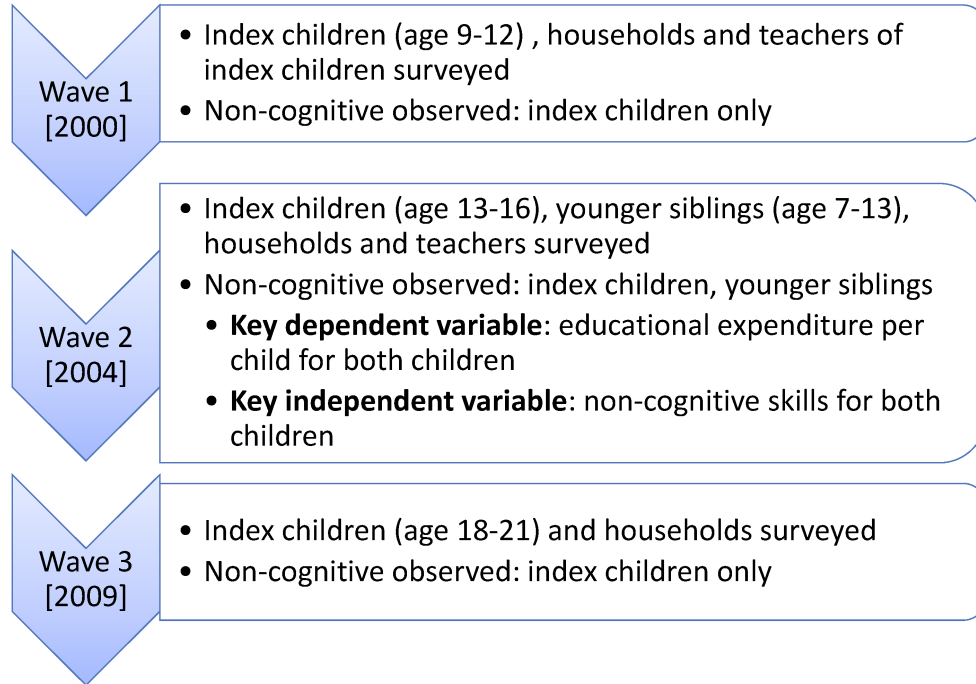 Wave 1
[2000]
• Index children (age 9-12) , households and teachers of
index children surveyed
• Non-cognitive observed: index children only
Wave 2
[2004]
• Index children (age 13-16), younger siblings (age 7-13),
households and teachers surveyed
• Non-cognitive observed: index children, younger siblings
• Key dependent variable: educational expenditure per
child for both children
• Key independent variable: non-cognitive skills for both
children
Wave 3
[2009]
• Index children (age 18-21) and households surveyed
• Non-cognitive observed: index children only